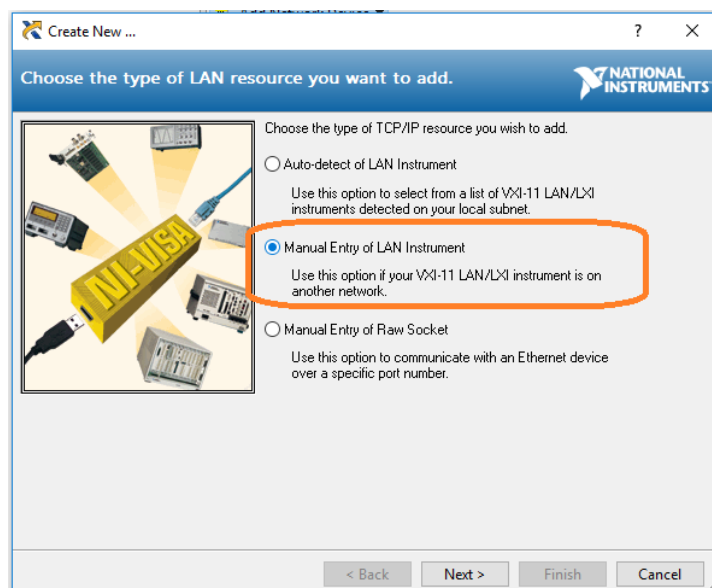 Create New ...
Choose the type of LAN resource you want to add.
NATIONAL
INSTRUMENTS
Choose the type of TCP/IP resource you wish to add.
Auto-detect of LAN Instrument
Use this option to select from a list of VXI-11 LAN/LXI
instruments detected on your local subnet.
Manual Entry of LAN Instrument
Use this option if your VXI-11 LAN/LXI instrument is on
another network.
Manual Entry of Raw Socket
Use this option to communicate with an Ethernet device
over a specific port number.
NI-VISA
< Back
Next >
Finish
Cancel